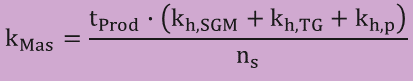 k_Mas = t_Prod · (k_h,SGM + k_h,TG + k_h,p) / n_s